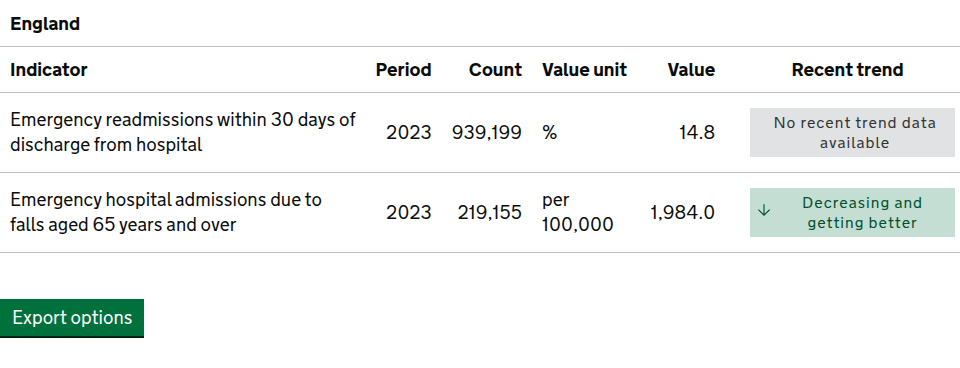 England
Indicator Period Count Value unit Value Recent trend
Emergency readmissions within 30 days of
discharge from hospital
2023 939,199 % 14.8
No recent trend data
available
Emergency hospital admissions due to
falls aged 65 years and over
2023 219,155
per
100,000
1,984.0
Decreasing and
getting better
Export options